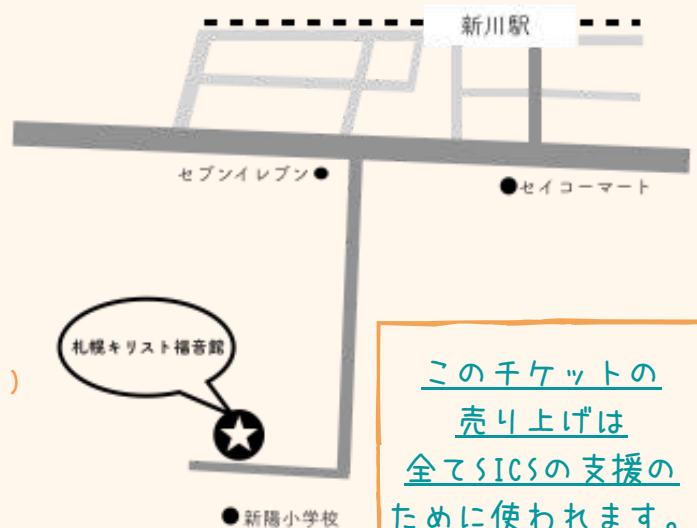 新川駅
セブンイレブン
セイコーマート
札幌キリスト福音館
)
このチケットの
売り上げは
全てSICSの支援の
ために使われます。
新陽小学校